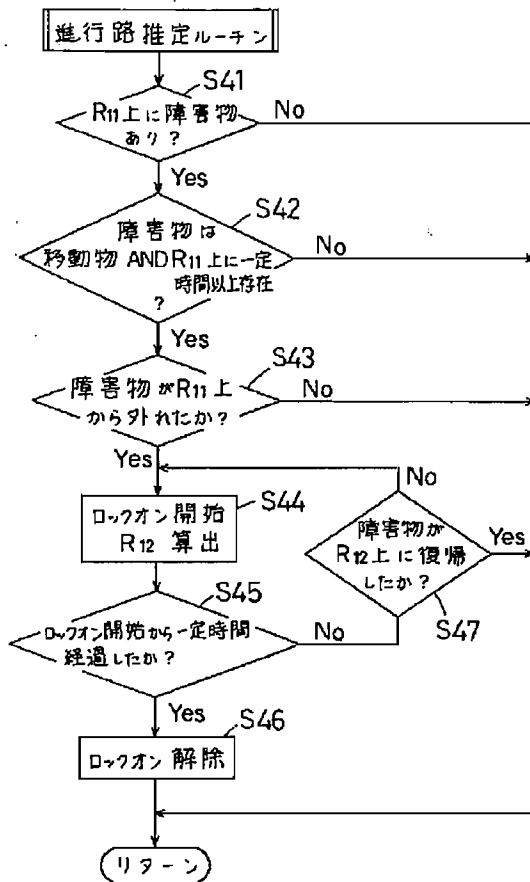 進行路推定ルーチン
S41
R11上に障害物
あり？
No
Yes
S42
障害物は
移動物 AND R11上に一定
時間以上存在
？
No
Yes
S43
障害物がR11上
から外れたか？
No
Yes
S44
ロックオン開始
R12 算出
No
障害物が
R12上に復帰
したか？
Yes
S47
S45
ロックオン開始から一定時間
経過したか？
No
Yes
S46
ロックオン 解除
リターン